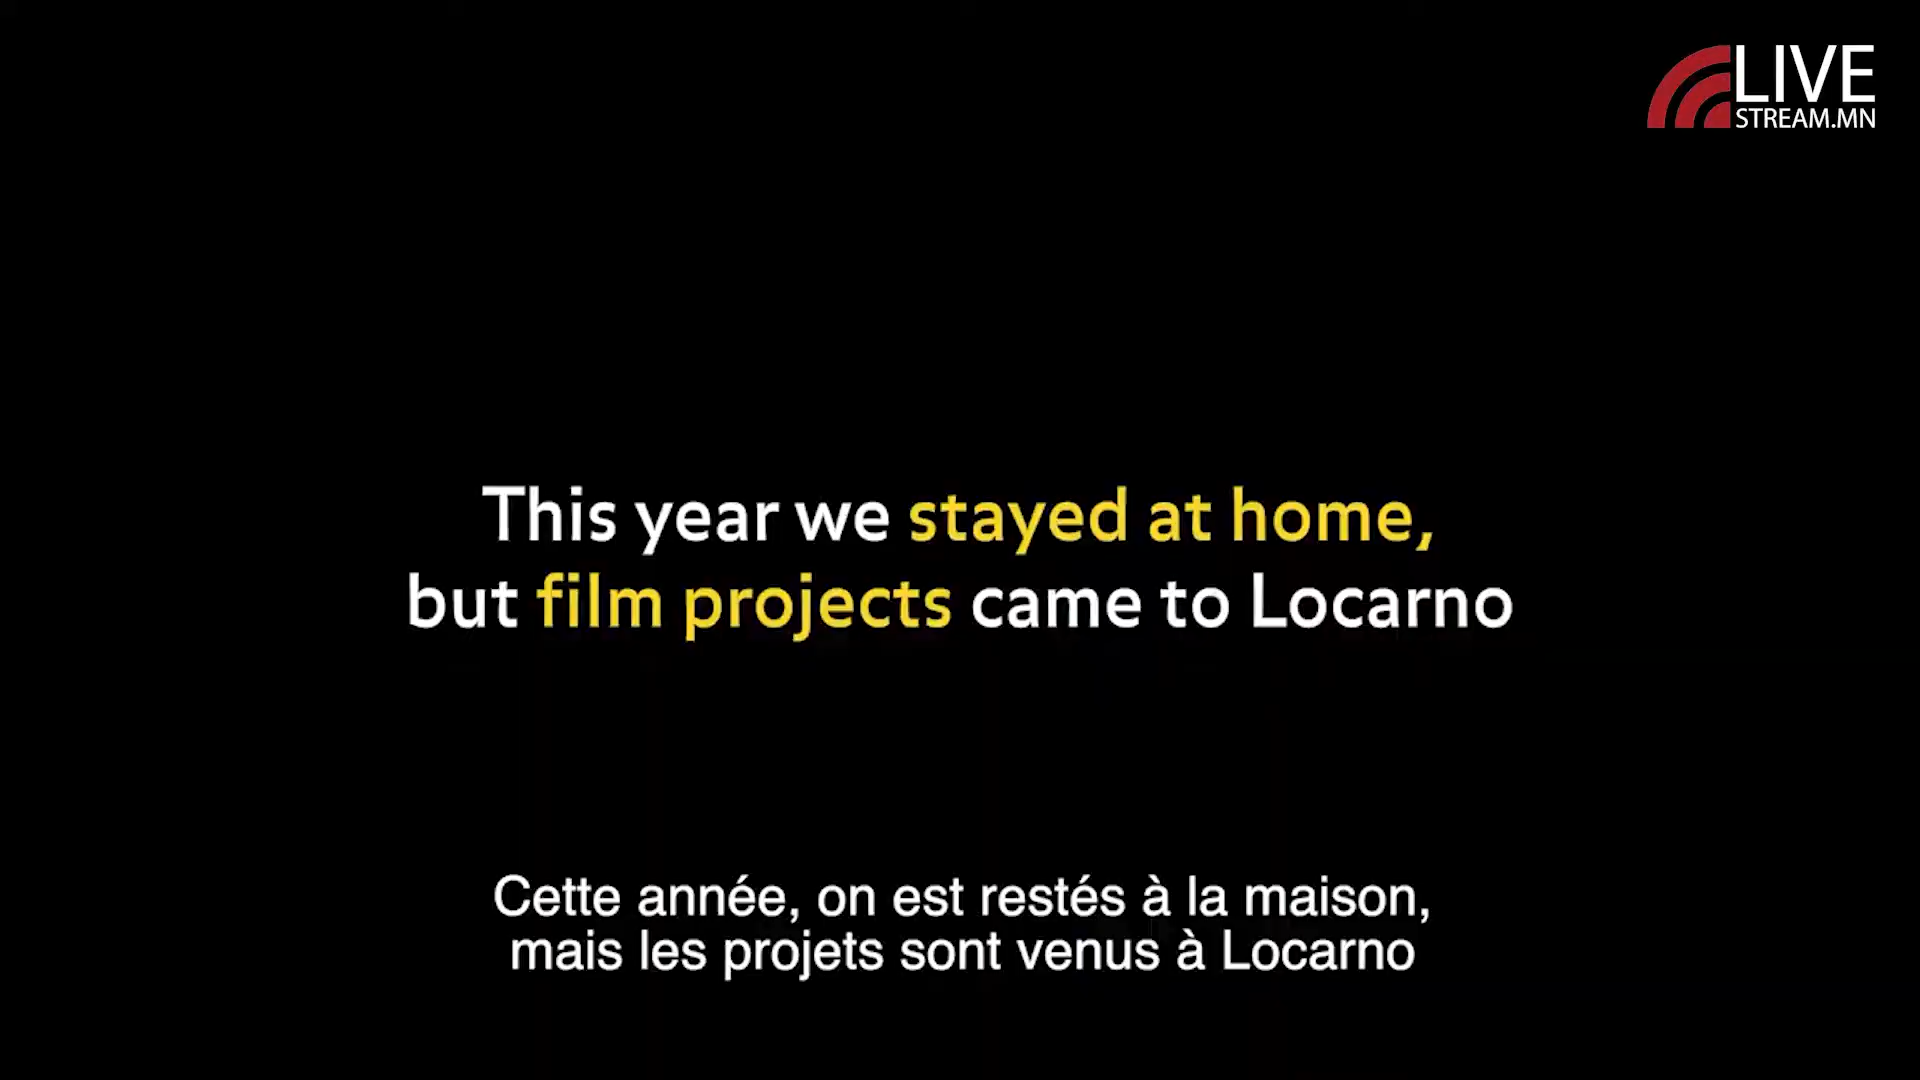 LIVE
STREAM.MN
This year we stayed at home,
but film projects came to Locarno
Cette année, on est restés à la maison,
mais les projets sont venus à Locarno